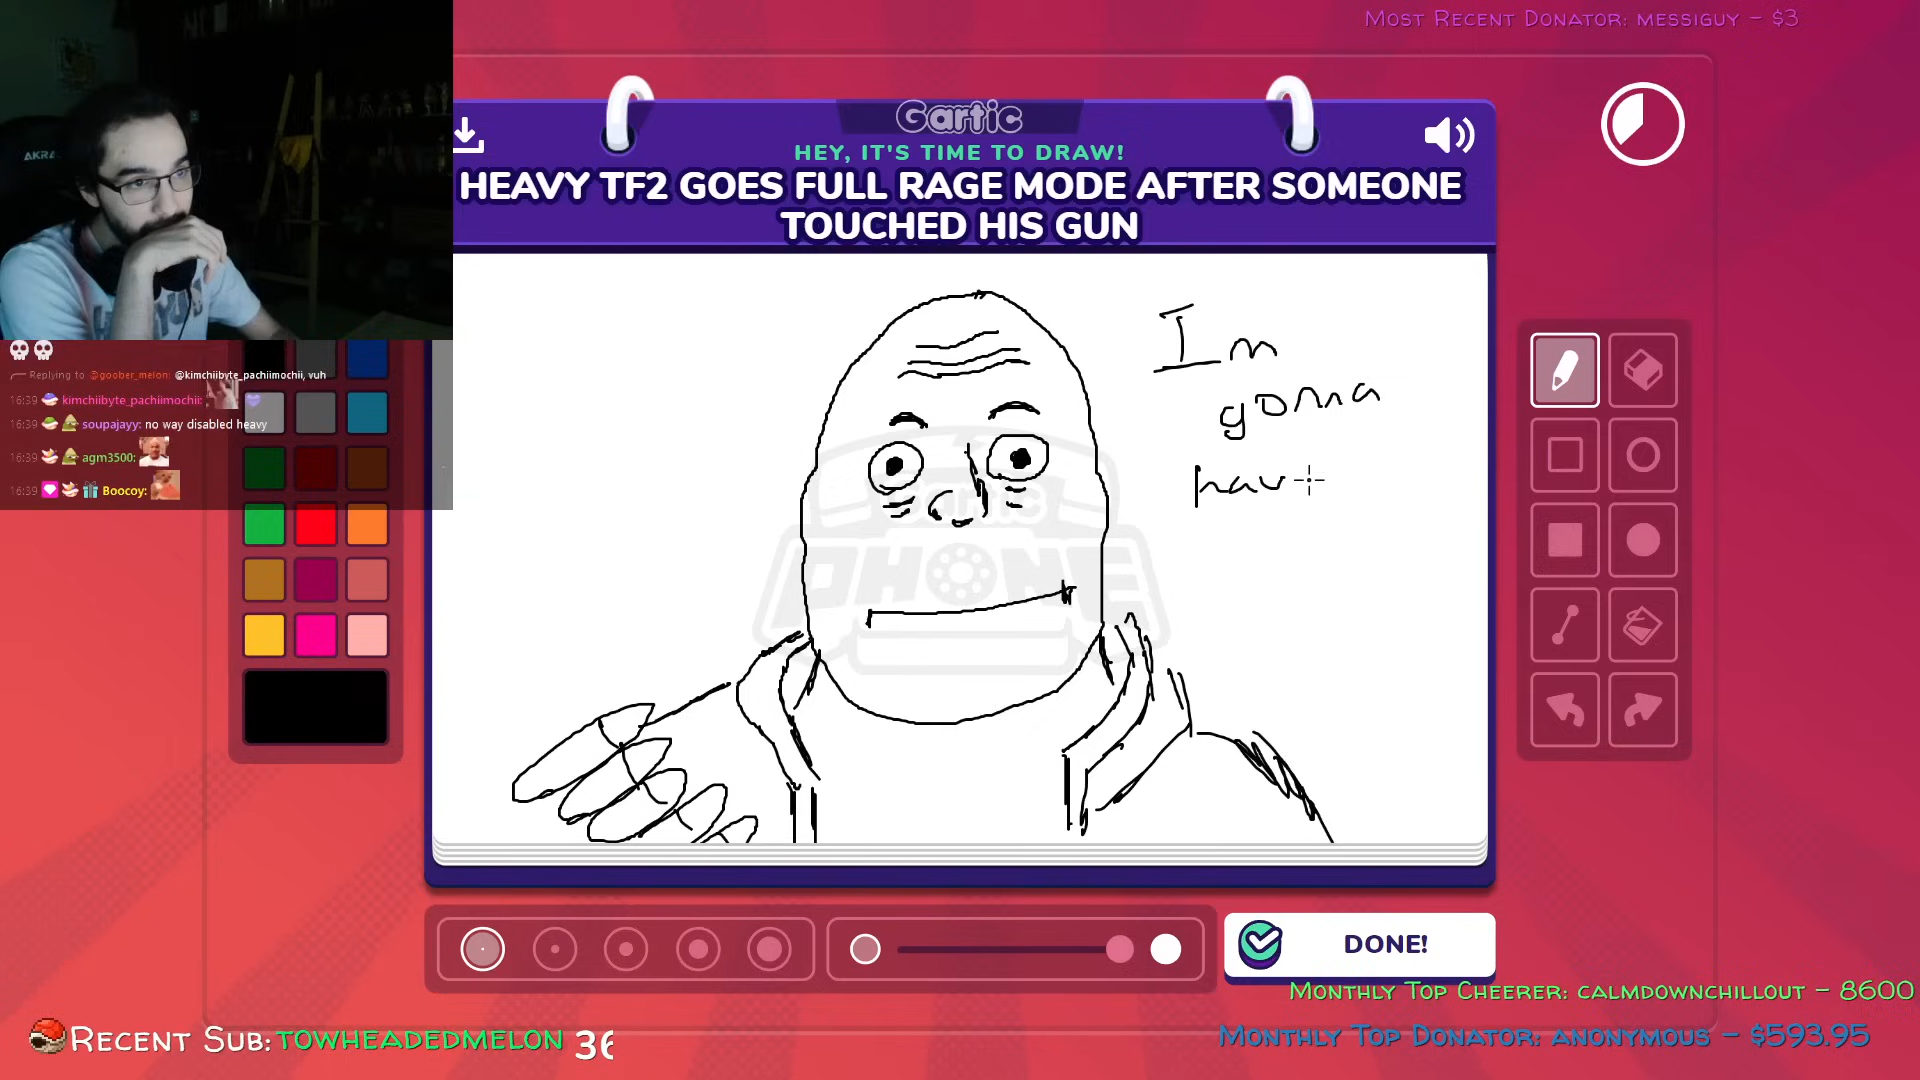 MOST RECENT DONATOR: MESSIGUY - $3
Gartic
HEY, IT'S TIME TO DRAW!
HEAVY TF2 GOES FULL RAGE MODE AFTER SOMEONE
TOUCHED HIS GUN
AKRA
Im
gonna
hav
PHONE
Replying to @goober_melon: @kimchiibyte_pachiimochii, vuh
16:39 kimchiibyte_pachiimochii:
16:39 soupajayy: no way disabled heavy
16:39 agm3500:
16:39 Boocoy:
DONE!
MONTHLY TOP CHEERER: CALMDOWNCHILLOUT - 8600
RECENT SUB: TOWHEADEDMELON 36
MONTHLY TOP DONATOR: ANONYMOUS - $593.95